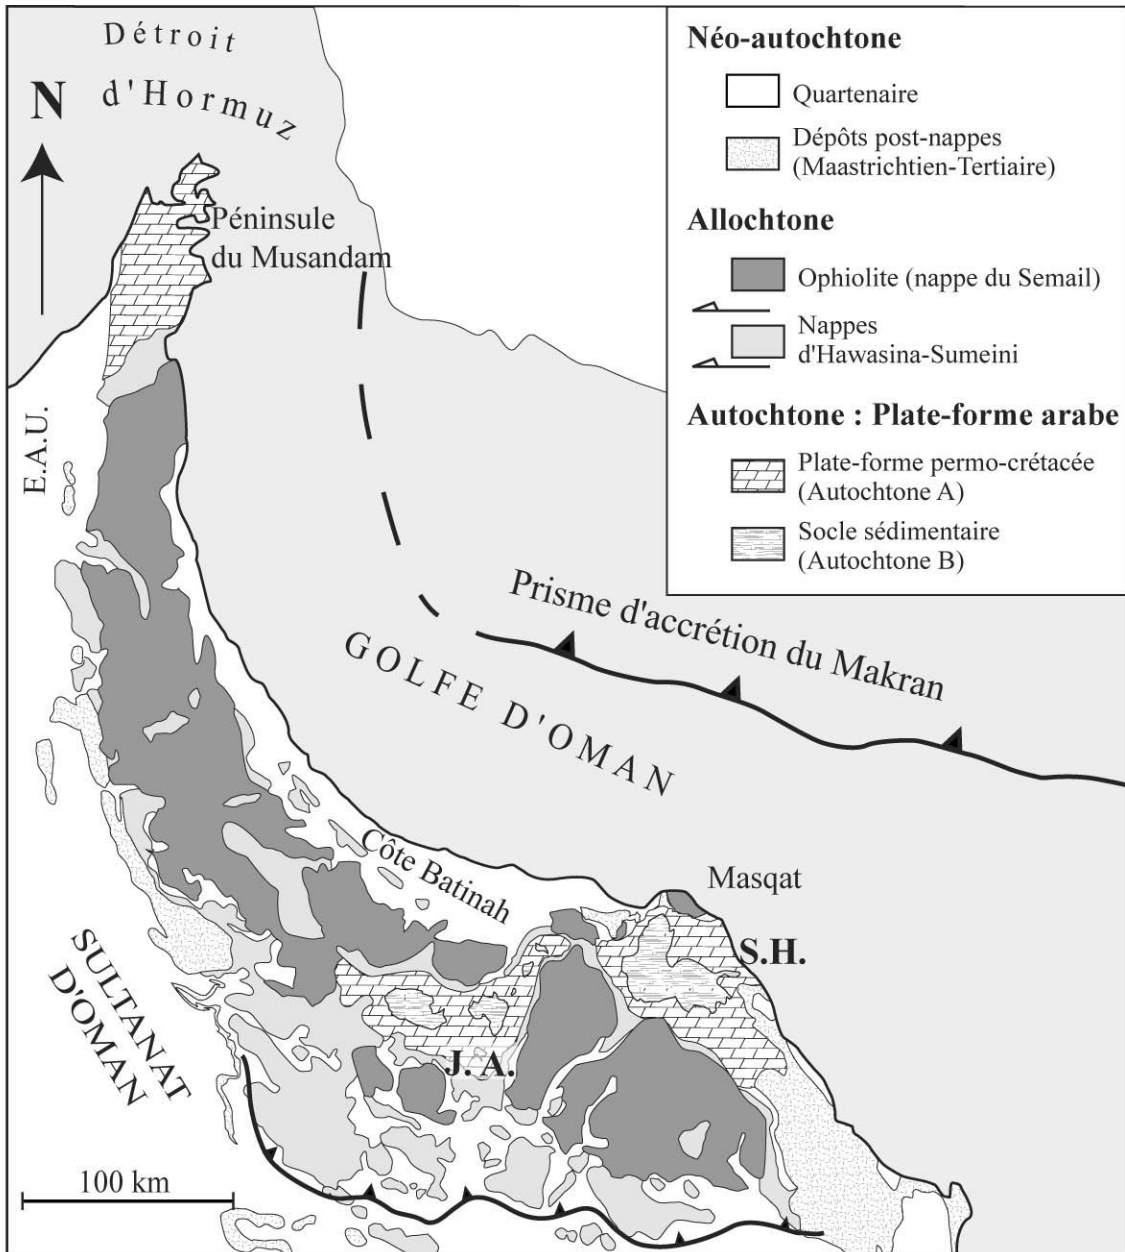 Détroit
d'Hormuz
N
Péninsule
du Musandam
E.A.U.
Prisme d'accrétion du Makran
GOLFE D'OMAN
Côte Batinah
Masqat
S.H.
J. A.
SULTANAT
D'OMAN
100 km
Néo-autochtone
Quartenaire
Dépôts post-nappes
(Maastrichtien-Tertiaire)
Allochtone
Ophiolite (nappe du Semail)
Nappes
d'Hawasina-Sumeini
Autochtone : Plate-forme arabe
Plate-forme permo-crétacée
(Autochtone A)
Socle sédimentaire
(Autochtone B)